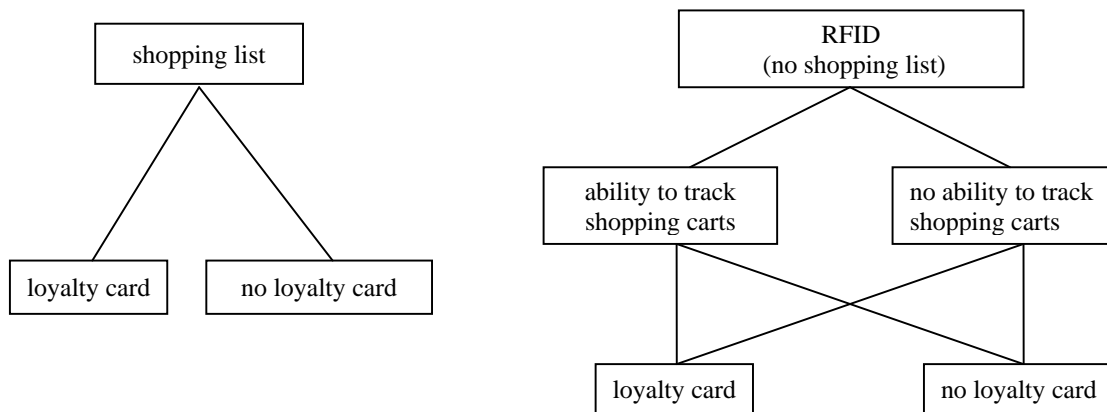 shopping list
loyalty card
no loyalty card
RFID
(no shopping list)
ability to track
shopping carts
no ability to track
shopping carts
loyalty card
no loyalty card